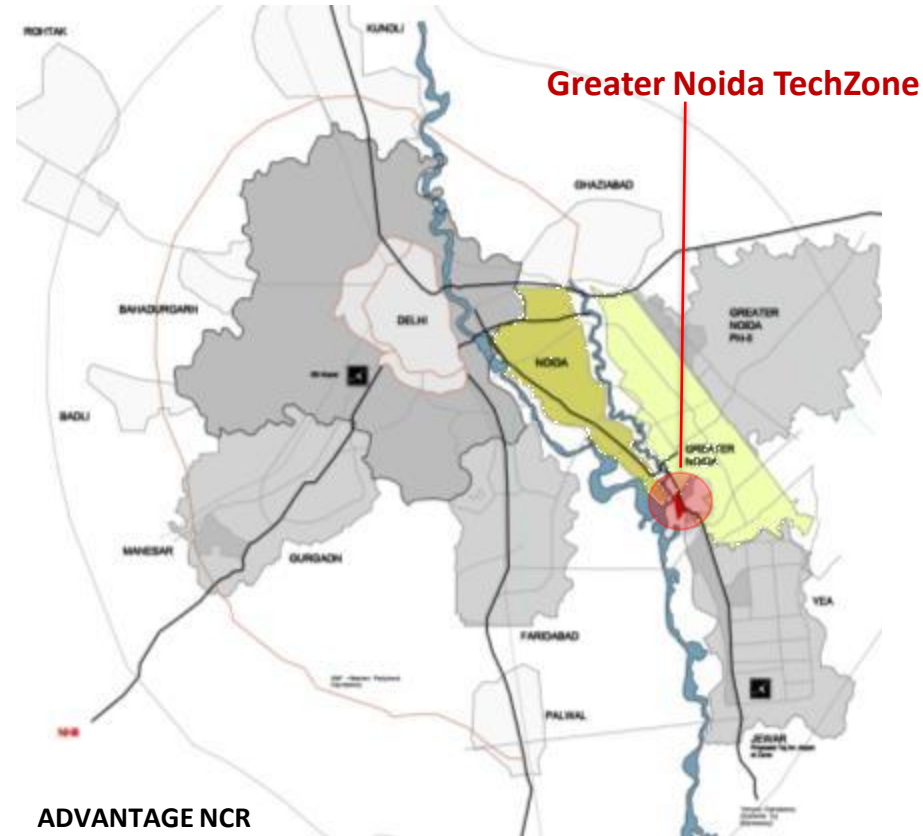 ROHTAK
KUNDLI
Greater Noida TechZone
GHAZIABAD
BAHADURGARH
DELHI
GREATER
NOIDA
PH-II
NOIDA
BADLI
GREATER
NOIDA
MANESAR
GURGAON
YEA
FARIDABAD
PALWAL
JEWAR
ADVANTAGE NCR